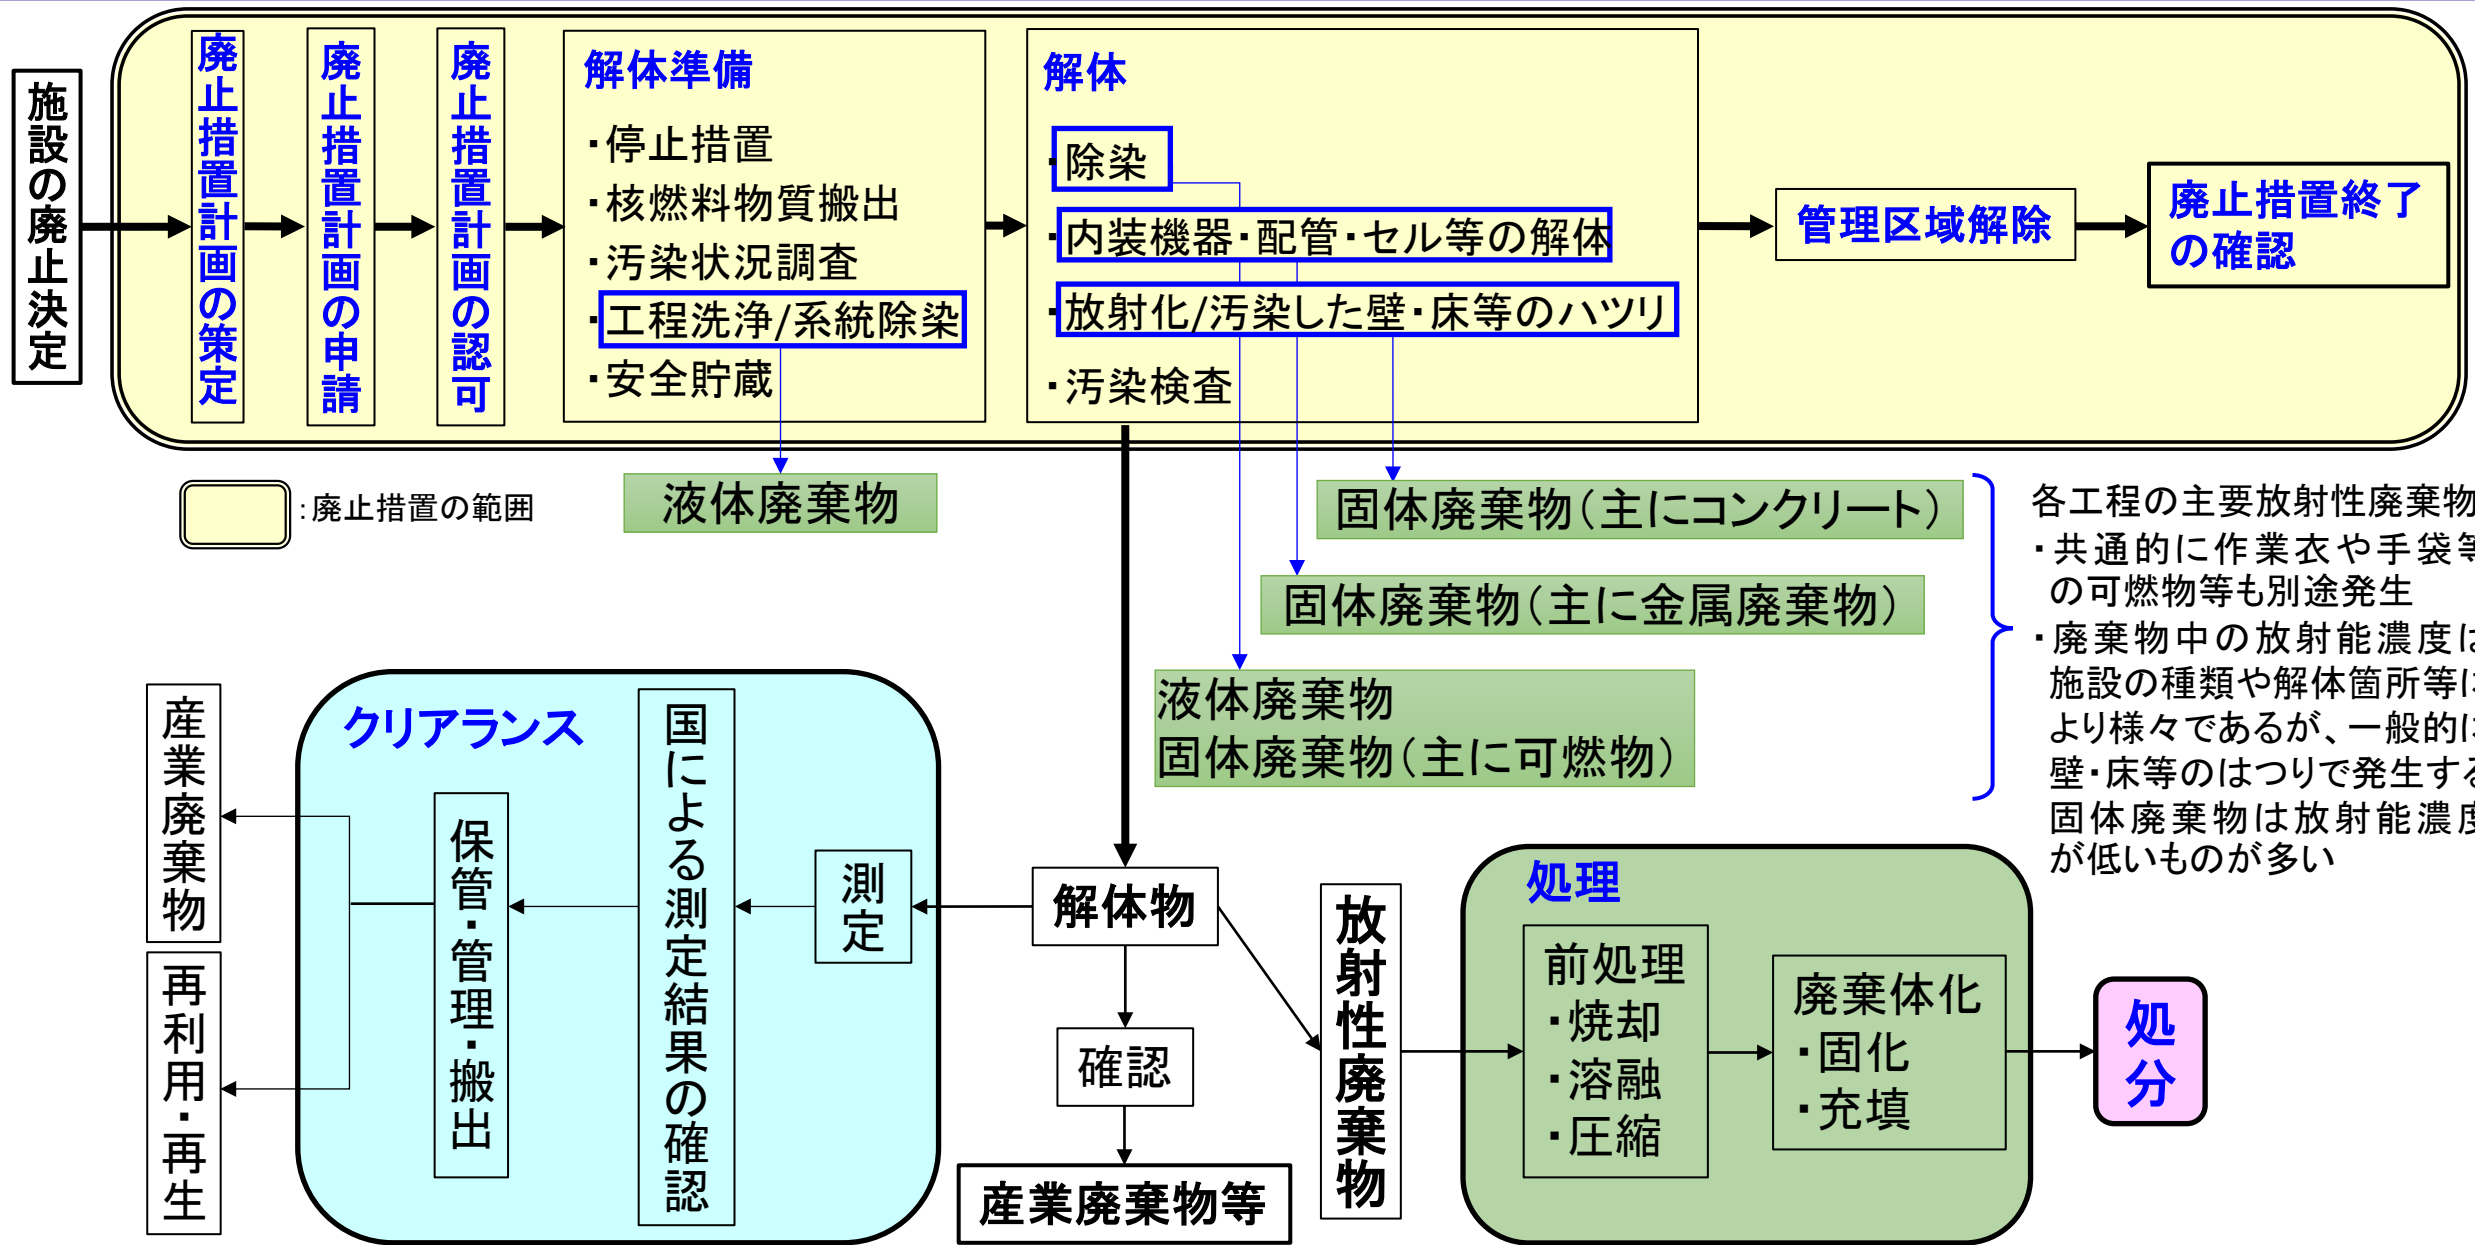 施設の廃止決定
廃止措置計画の策定
廃止措置計画の申請
廃止措置計画の認可
解体準備
・停止措置
・核燃料物質搬出
・汚染状況調査
・工程洗浄/系統除染
・安全貯蔵
解体
・除染
・内装機器・配管・セル等の解体
・放射化/汚染した壁・床等のハツリ
・汚染検査
管理区域解除
廃止措置終了
の確認
：廃止措置の範囲
液体廃棄物
固体廃棄物（主にコンクリート）
固体廃棄物（主に金属廃棄物）
液体廃棄物
固体廃棄物（主に可燃物）
各工程の主要放射性廃棄物
・共通的に作業衣や手袋等
の可燃物等も別途発生
・廃棄物中の放射能濃度は
施設の種類や解体箇所等に
より様々であるが、一般的に
壁・床等のはつりで発生する
固体廃棄物は放射能濃度
が低いものが多い
産業廃棄物
再利用・再生
クリアランス
保管・管理・搬出
国による測定結果の確認
測定
解体物
確認
産業廃棄物等
放射性廃棄物
処理
前処理
・焼却
・溶融
・圧縮
廃棄体化
・固化
・充填
処分